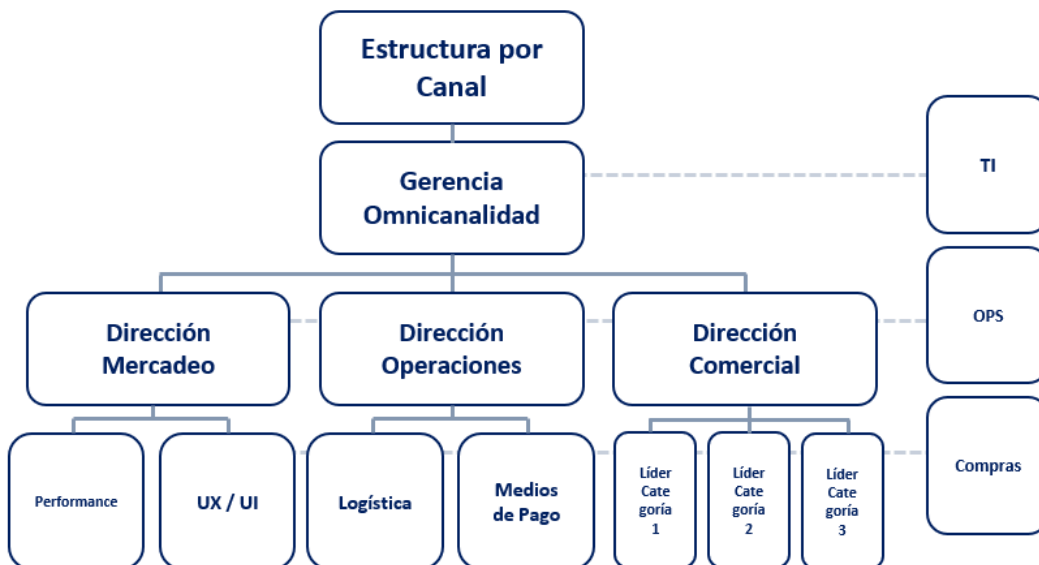 Estructura por
Canal
Gerencia
Omnicanalidad
TI
Dirección
Mercadeo
Dirección
Operaciones
Dirección
Comercial
OPS
Performance
UX / UI
Logística
Medios
de Pago
Líder
Cate
goría
1
Líder
Cate
goría
2
Líder
Cate
goría
3
Compras